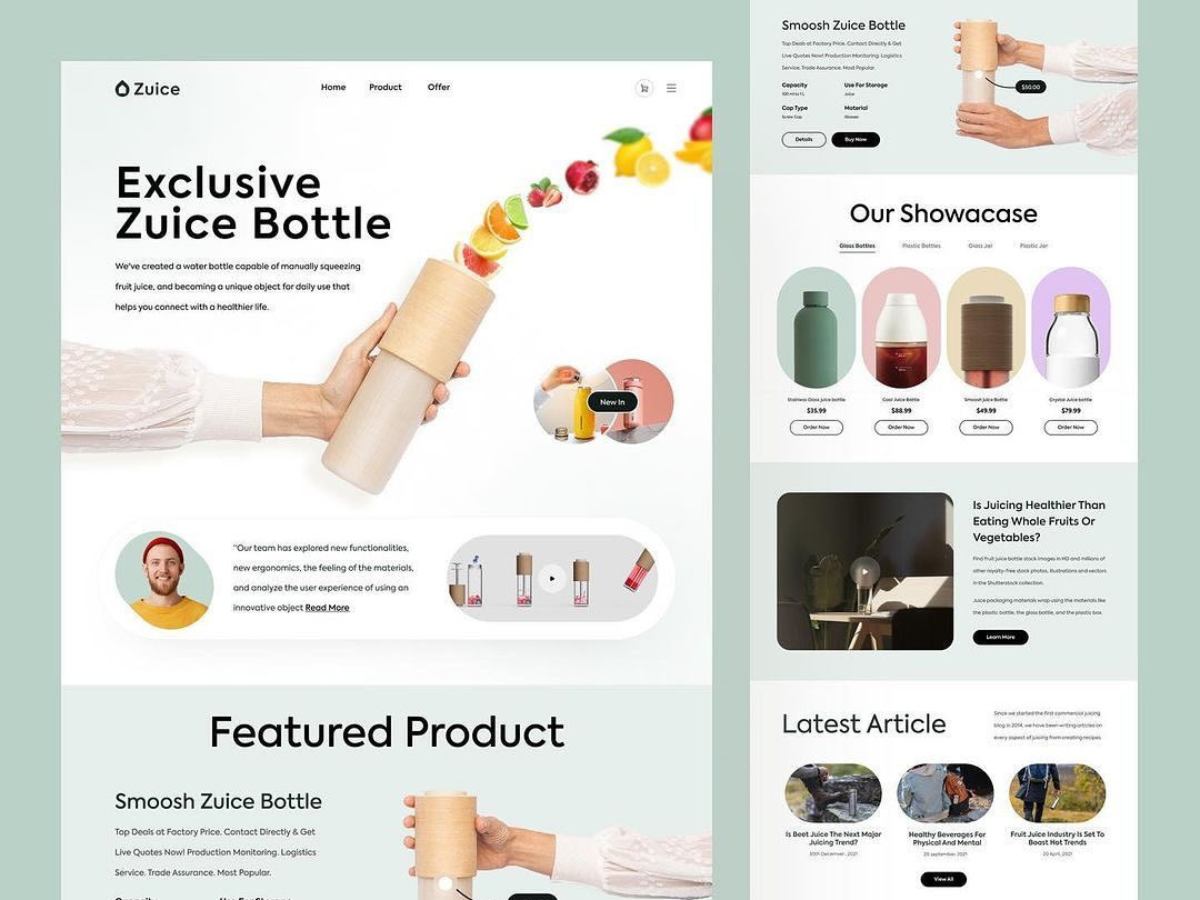 Zuice
Home
Product
Offer
Exclusive
Zuice Bottle
We've created a water bottle capable of manually squeezing
fruit juice, and becoming a unique object for daily use that
helps you connect with a healthier life.
New In
"Our team has explored new functionalities,
new ergonomics, the feeling of the materials,
and analyze the user experience of using an
innovative object Read More
Featured Product
Smoosh Zuice Bottle
Top Deals at Factory Price. Contact Directly & Get
Live Quotes Now! Production Monitoring. Logistics
Service. Trade Assurance. Most Popular.
Smoosh Zuice Bottle
Top Deals at Factory Price. Contact Directly & Get
Live Quotes Now! Production Monitoring. Logistics
Service. Trade Assurance. Most Popular.
Capacity
Use For Storage
Juice
Cap Type
Material
Screw Cap
Details
Buy Now
$50.00
Our Showacase
Glass Bottles
Plastic Bottles
Glass Jar
Plastic Jar
Stainless Glass juice bottle
Cool Juice Bottle
Smoosh juice Bottle
Crystal Juice bottle
$35.99
$88.99
$49.99
$79.99
Order Now
Order Now
Order Now
Order Now
Is Juicing Healthier Than
Eating Whole Fruits Or
Vegetables?
Find fruit juice bottle stock images in HD and millions of
other royalty-free stock photos, illustrations and vectors
in the Shutterstock collection.
Juice packaging materials wrap using the materials like
the plastic bottle, the glass bottle, and the plastic box
Learn More
Latest Article
Since we started the first commercial juicing
blog in 2014, we have been writing articles on
every aspect of juicing from creating recipes
Is Beet Juice The Next Major
Juicing Trend?
Healthy Beverages For
Physical And Mental
Fruit Juice Industry Is Set To
Boast Hot Trends
25 september, 2021
20 April, 2021
View All